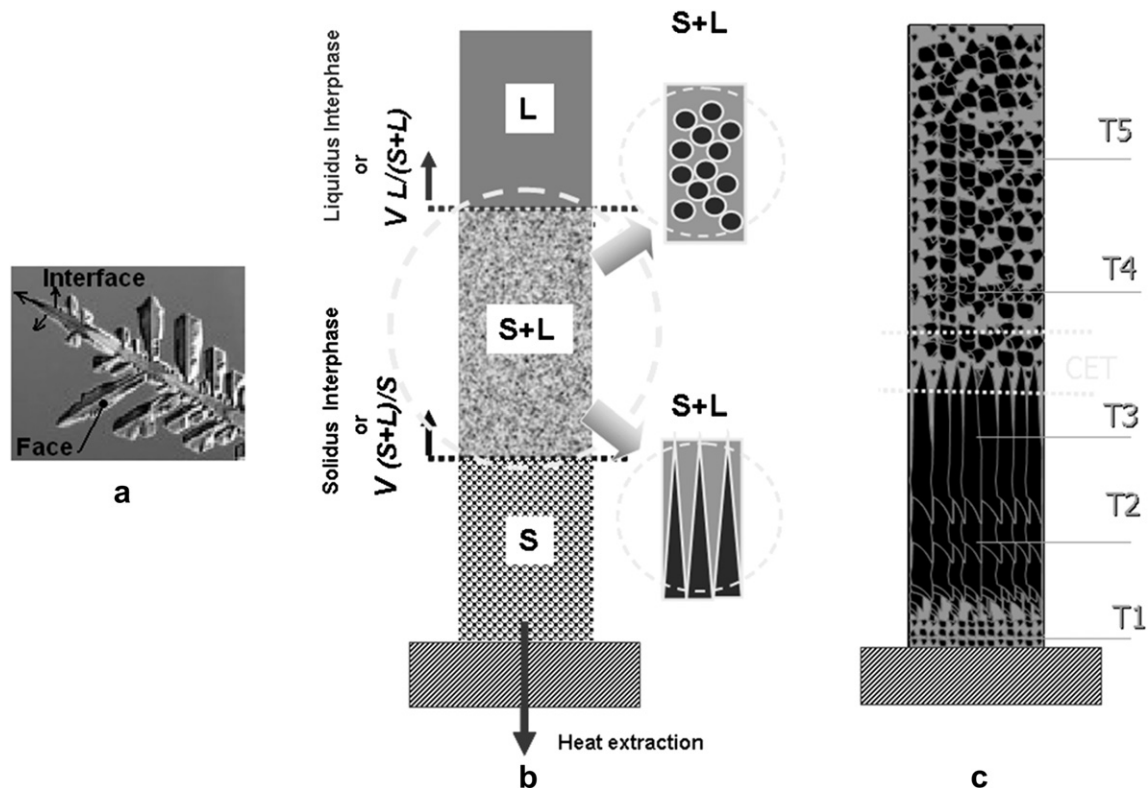 Interface
Face
a
Liquidus Interphase
or
V L/(S+L)
Solidus Interphase
or
V (S+L)/S
L
S+L
S
S+L
S+L
Heat extraction
b
T5
T4
CET
T3
T2
T1
c